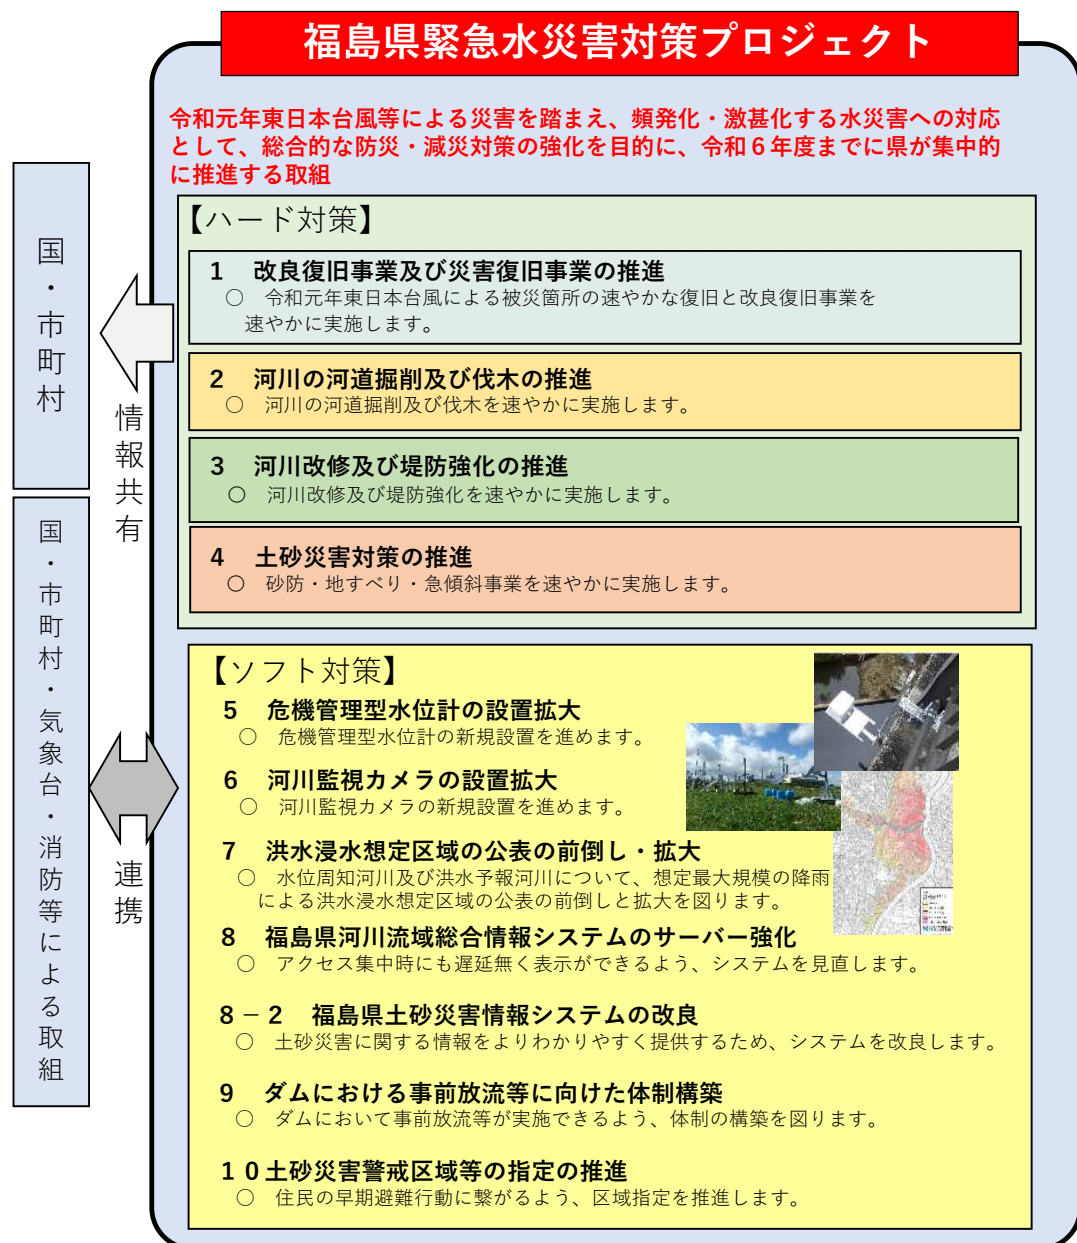 福島県緊急水災害対策プロジェクト
令和元年東日本台風等による災害を踏まえ、頻発化・激甚化する水災害への対応
として、総合的な防災・減災対策の強化を目的に、令和６年度までに県が集中的
に推進する取組
国・市町村
情報共有
国・市町村・気象台・消防等による取組
連携
【ハード対策】
1　改良復旧事業及び災害復旧事業の推進
○　令和元年東日本台風による被災箇所の速やかな復旧と改良復旧事業を
速やかに実施します。
2　河川の河道掘削及び伐木の推進
○　河川の河道掘削及び伐木を速やかに実施します。
3　河川改修及び堤防強化の推進
○　河川改修及び堤防強化を速やかに実施します。
4　土砂災害対策の推進
○　砂防・地すべり・急傾斜事業を速やかに実施します。
【ソフト対策】
5　危機管理型水位計の設置拡大
○　危機管理型水位計の新規設置を進めます。
6　河川監視カメラの設置拡大
○　河川監視カメラの新規設置を進めます。
7　洪水浸水想定区域の公表の前倒し・拡大
○　水位周知河川及び洪水予報河川について、想定最大規模の降雨
による洪水浸水想定区域の公表の前倒しと拡大を図ります。
8　福島県河川流域総合情報システムのサーバー強化
○　アクセス集中時にも遅延無く表示ができるよう、システムを見直します。
８－２　福島県土砂災害情報システムの改良
○　土砂災害に関する情報をよりわかりやすく提供するため、システムを改良します。
9　ダムにおける事前放流等に向けた体制構築
○　ダムにおいて事前放流等が実施できるよう、体制の構築を図ります。
１０土砂災害警戒区域等の指定の推進
○　住民の早期避難行動に繋がるよう、区域指定を推進します。